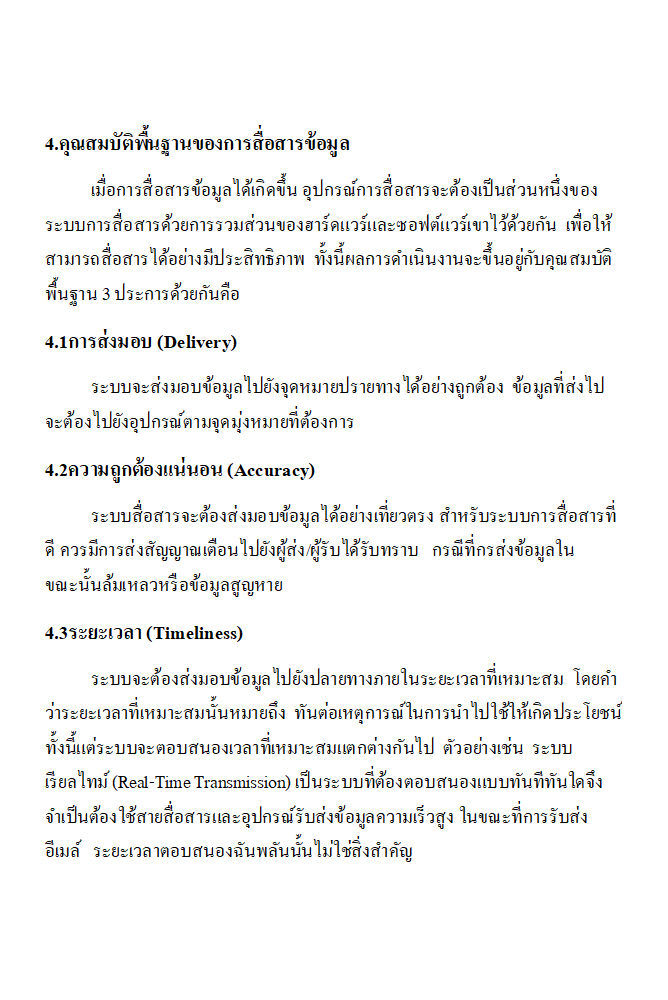 4.คุณสมบัติพื้นฐานของการสื่อสารข้อมูล
เมื่อการสื่อสารข้อมูลได้เกิดขึ้น อุปกรณ์การสื่อสารจะต้องเป็นส่วนหนึ่งของ
ระบบการสื่อสารด้วยการรวมส่วนของฮาร์ดแวร์และซอฟต์แวร์เขาไว้ด้วยกัน เพื่อให้
สามารถสื่อสารได้อย่างมีประสิทธิภาพ ทั้งนี้ผลการดำเนินงานจะขึ้นอยู่กับคุณสมบัติ
พื้นฐาน 3 ประการด้วยกันคือ
4.1การส่งมอบ (Delivery)
ระบบจะส่งมอบข้อมูลไปยังจุดหมายปรายทางได้อย่างถูกต้อง ข้อมูลที่ส่งไป
จะต้องไปยังอุปกรณ์ตามจุดมุ่งหมายที่ต้องการ
4.2ความถูกต้องแน่นอน (Accuracy)
ระบบสื่อสารจะต้องส่งมอบข้อมูลได้อย่างเที่ยวตรง สำหรับระบบการสื่อสารที่
ดี ควรมีการส่งสัญญาณเตือนไปยังผู้ส่ง/ผู้รับได้รับทราบ กรณีที่กรส่งข้อมูลใน
ขณะนั้นล้มเหลวหรือข้อมูลสูญหาย
4.3ระยะเวลา (Timeliness)
ระบบจะต้องส่งมอบข้อมูลไปยังปลายทางภายในระยะเวลาที่เหมาะสม โดยคำ
ว่าระยะเวลาที่เหมาะสมนั้นหมายถึง ทันต่อเหตุการณ์ในการนำไปใช้ให้เกิดประโยชน์
ทั้งนี้แต่ระบบจะตอบสนองเวลาที่เหมาะสมแตกต่างกันไป ตัวอย่างเช่น ระบบ
เรียลไทม์ (Real-Time Transmission) เป็นระบบที่ต้องตอบสนองแบบทันทีทันใดจึง
จำเป็นต้องใช้สายสื่อสารและอุปกรณ์รับส่งข้อมูลความเร็วสูง ในขณะที่การรับส่ง
อีเมล์ ระยะเวลาตอบสนองฉันพลันนั้นไม่ใช่สิ่งสำคัญ